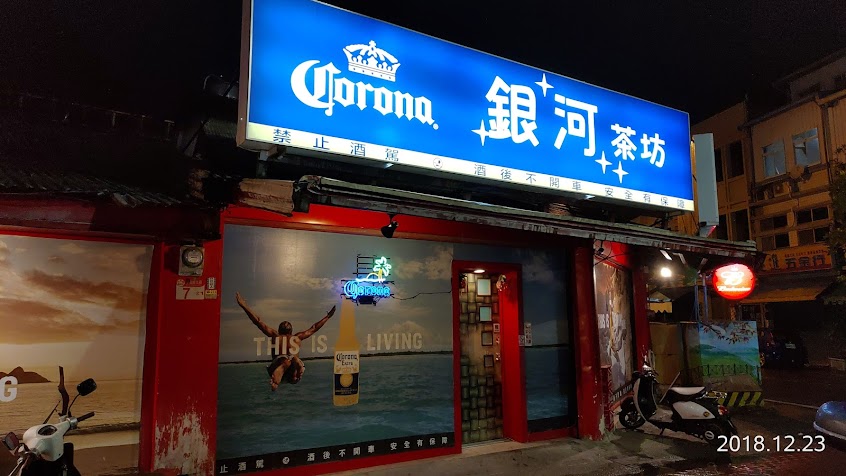 Corona
銀河茶坊
禁止酒駕 酒後不開車 安全有保障
7
Corona
THIS IS LIVING
Corona
Extra
G
止酒駕 酒後不開車 安全有保障
2018.12.23